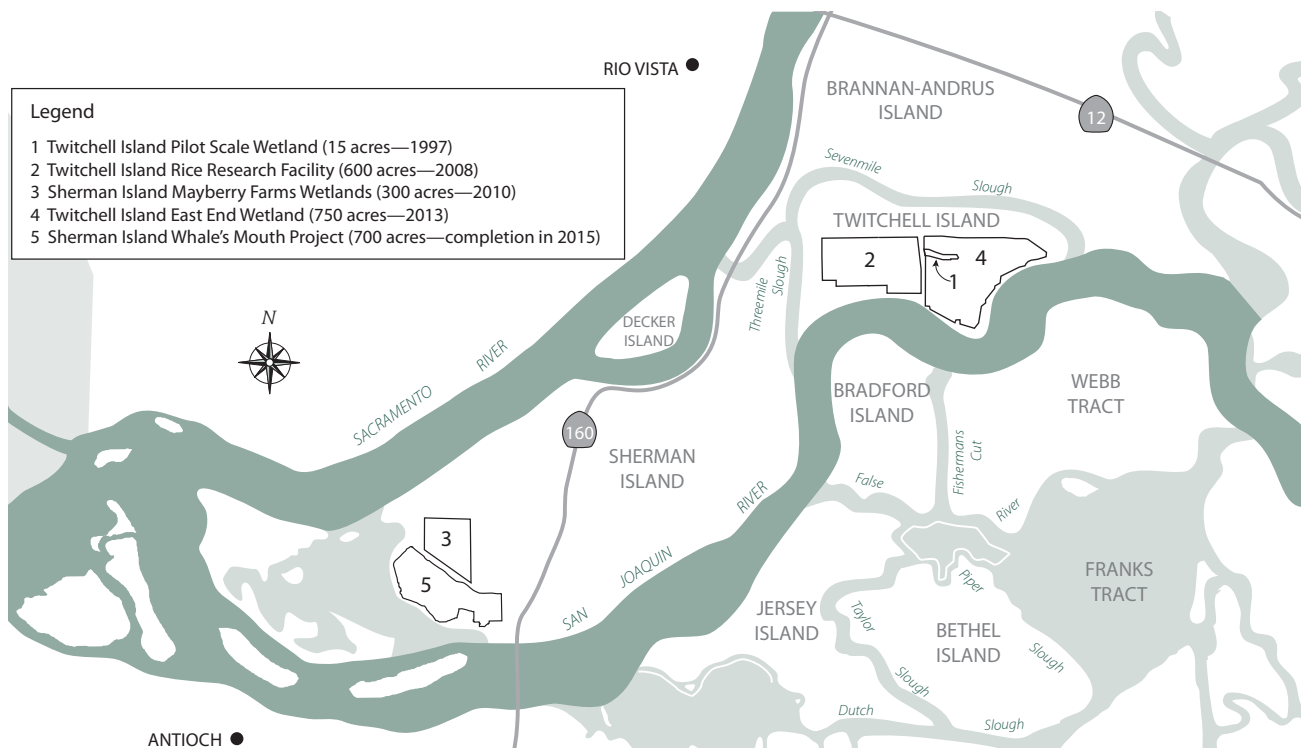 RIO VISTA
Legend
1 Twitchell Island Pilot Scale Wetland (15 acres—1997)
2 Twitchell Island Rice Research Facility (600 acres—2008)
3 Sherman Island Mayberry Farms Wetlands (300 acres—2010)
4 Twitchell Island East End Wetland (750 acres—2013)
5 Sherman Island Whale's Mouth Project (700 acres—completion in 2015)
BRANNAN-ANDRUS
ISLAND
12
Sevenmile
Slough
TWITCHELL ISLAND
2
4
1
Threemile
Slough
DECKER
ISLAND
N
SACRAMENTO
RIVER
160
SHERMAN
ISLAND
BRADFORD
ISLAND
WEBB
TRACT
Fishermans
Cut
False
River
SAN
JOAQUIN
RIVER
3
5
FRANKS
TRACT
Piper
Slough
JERSEY
ISLAND
Taylor
Slough
BETHEL
ISLAND
Dutch
Slough
ANTIOCH